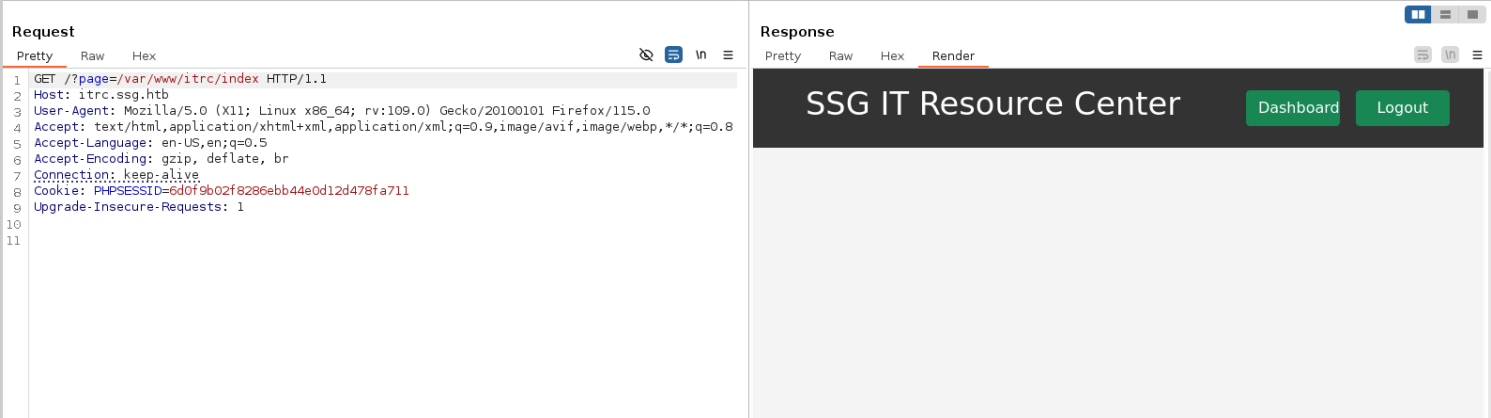 Request
Pretty Raw Hex \n
1 GET /?page=/var/www/itrc/index HTTP/1.1
2 Host: itrc.ssg.htb
3 User-Agent: Mozilla/5.0 (X11; Linux x86_64; rv:109.0) Gecko/20100101 Firefox/115.0
4 Accept: text/html,application/xhtml+xml,application/xml;q=0.9,image/avif,image/webp,*/*;q=0.8
5 Accept-Language: en-US,en;q=0.5
6 Accept-Encoding: gzip, deflate, br
7 Connection: keep-alive
8 Cookie: PHPSESSID=6d0f9b02f8286ebb44e0d12d478fa711
9 Upgrade-Insecure-Requests: 1
10
11
Response
Pretty Raw Hex Render \n
SSG IT Resource Center Dashboard Logout